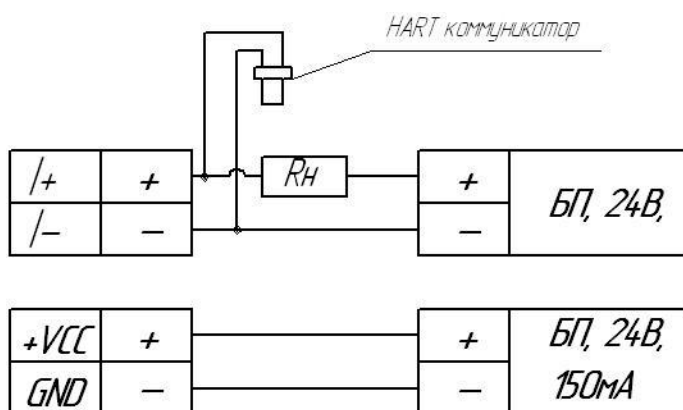 HART коммуникатор
I+ + Rн + БП, 24В,
I- - -
+VCC + + БП, 24В,
GND - - 150мА